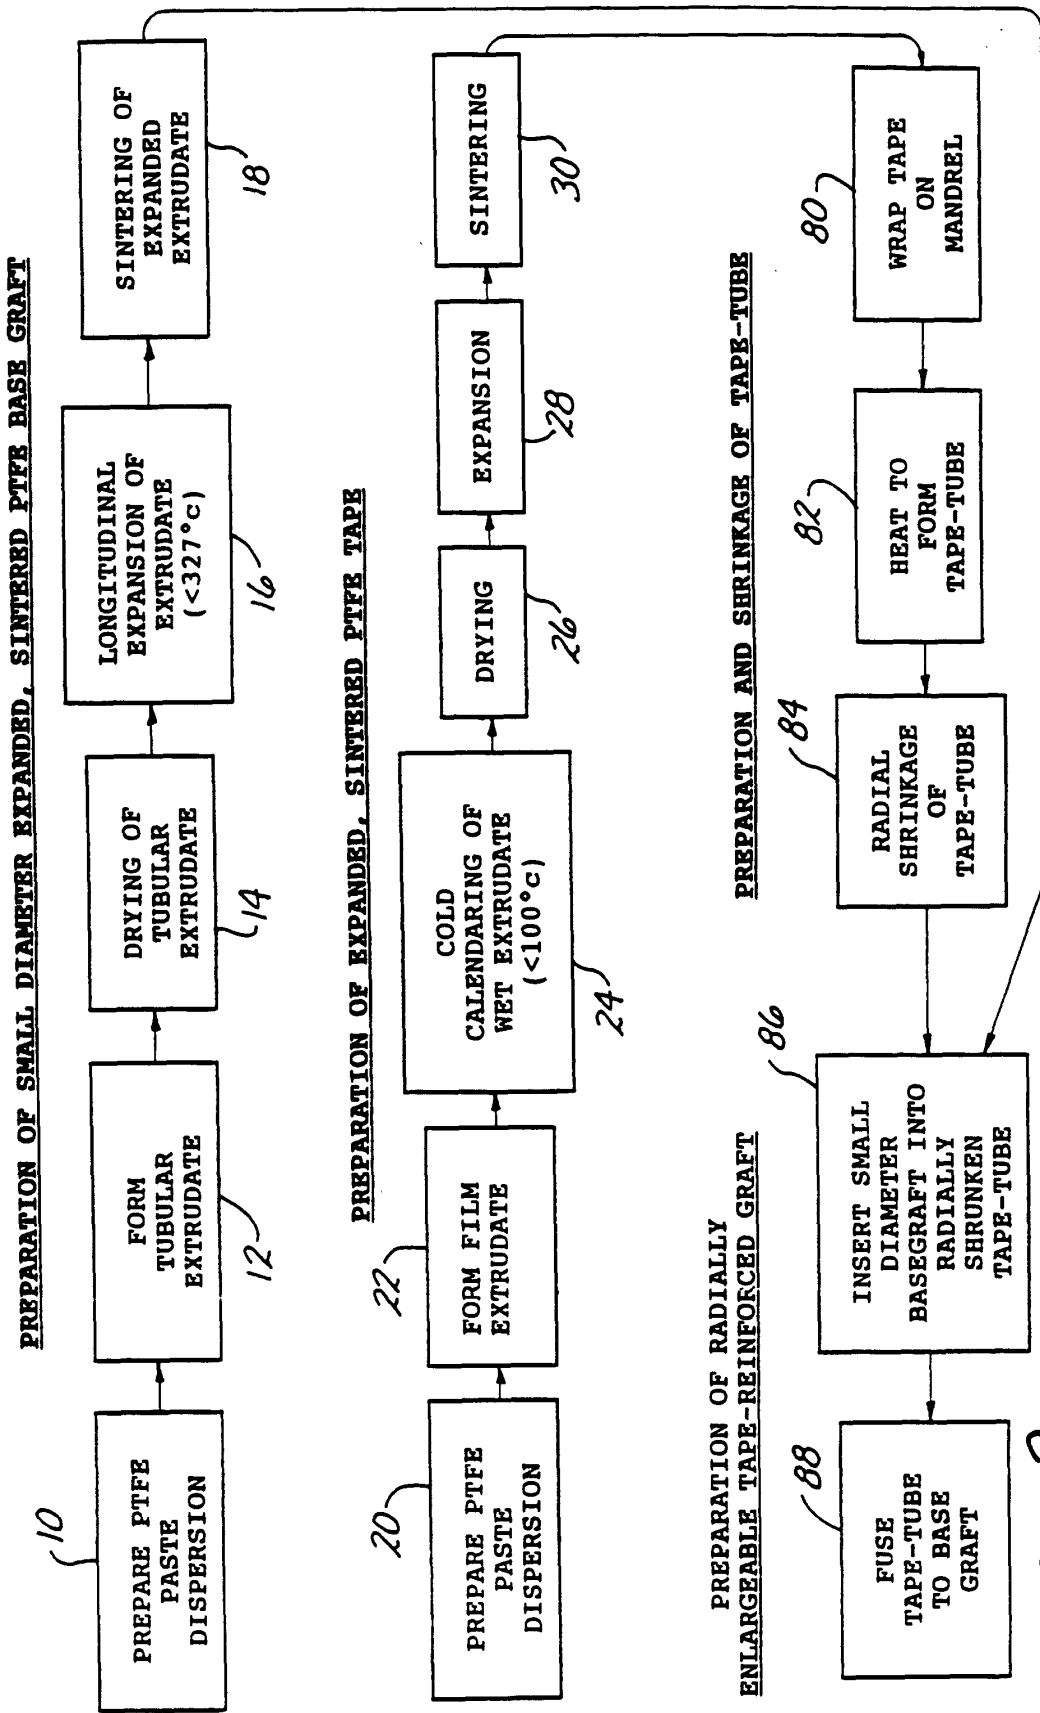 PREPARATION OF SMALL DIAMETER EXPANDED, SINTERED PTFE BASE GRAFT
10
PREPARE PTFE
PASTE
DISPERSION
FORM
TUBULAR
EXTRUDATE
12
DRYING OF
TUBULAR
EXTRUDATE
14
LONGITUDINAL
EXPANSION OF
EXTRUDATE
(<327°C)
16
SINTERING OF
EXPANDED
EXTRUDATE
18
PREPARATION OF EXPANDED, SINTERED PTFE TAPE
20
PREPARE PTFE
PASTE
DISPERSION
22
FORM FILM
EXTRUDATE
COLD
CALENDARING OF
WET EXTRUDATE
(<100°C)
24
DRYING
26
EXPANSION
28
SINTERING
30
PREPARATION AND SHRINKAGE OF TAPE-TUBE
80
WRAP TAPE
ON
MANDREL
82
HEAT TO
FORM
TAPE-TUBE
84
RADIAL
SHRINKAGE
OF
TAPE-TUBE
PREPARATION OF RADIALLY
ENLARGEABLE TAPE-REINFORCED GRAFT
86
INSERT SMALL
DIAMETER
BASEGRAFT INTO
RADIALLY
SHRUNKEN
TAPE-TUBE
88
FUSE
TAPE-TUBE
TO BASE
GRAFT